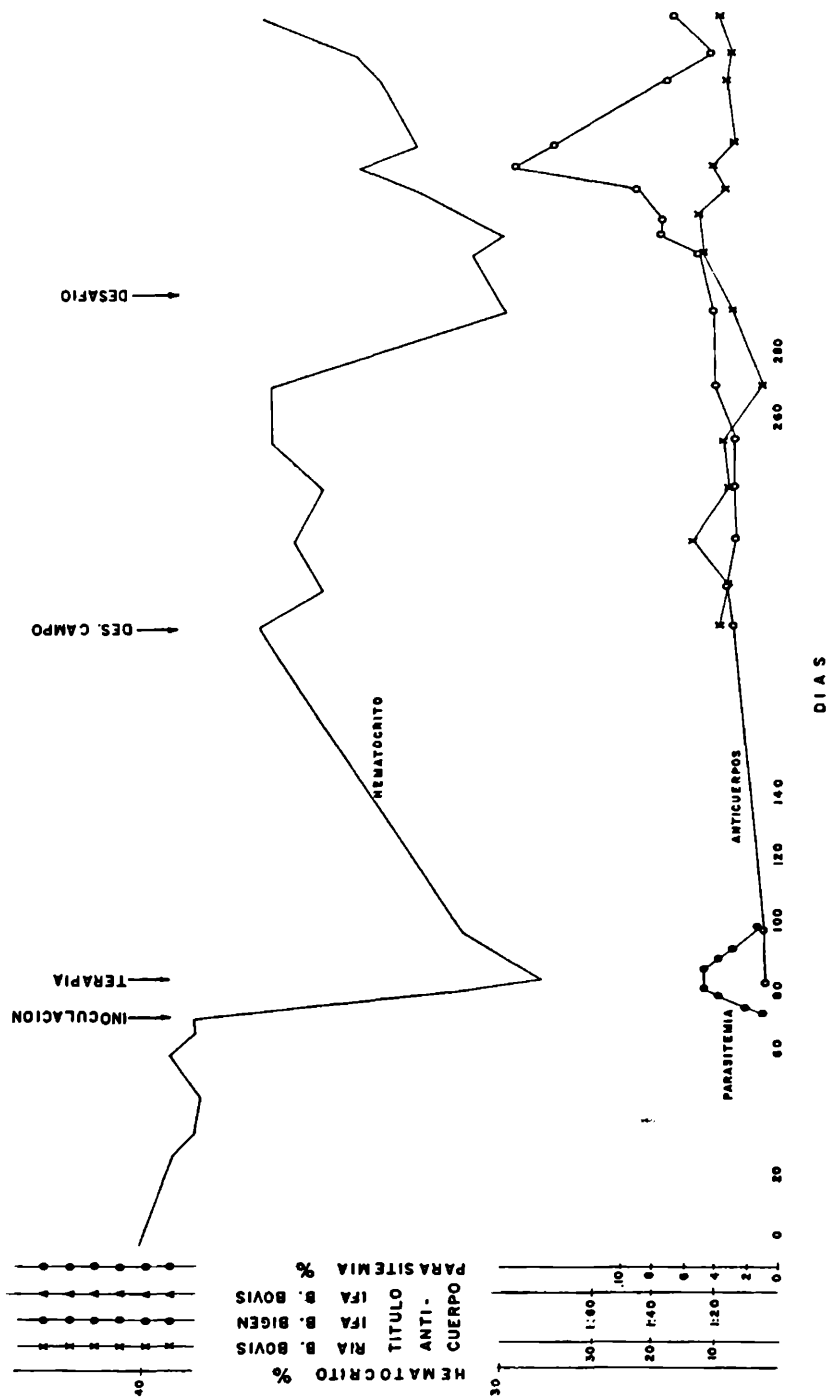 INOCULACION
TERAPIA
DES. CAMPO
DESAFIO
HEMATOCRITO
PARASITEMIA
ANTICUERPOS
40
30
HEMATOCRITO %
RIA B. BOVIS
IFA B. BIGEN
IFA B. BOVIS
TITULO
ANTI-
CUERPO
PARASITEMIA %
30
20
10
1:80
1:40
1:20
10
8
6
4
2
0
0
20
60
80
100
120
140
260
280
DIAS